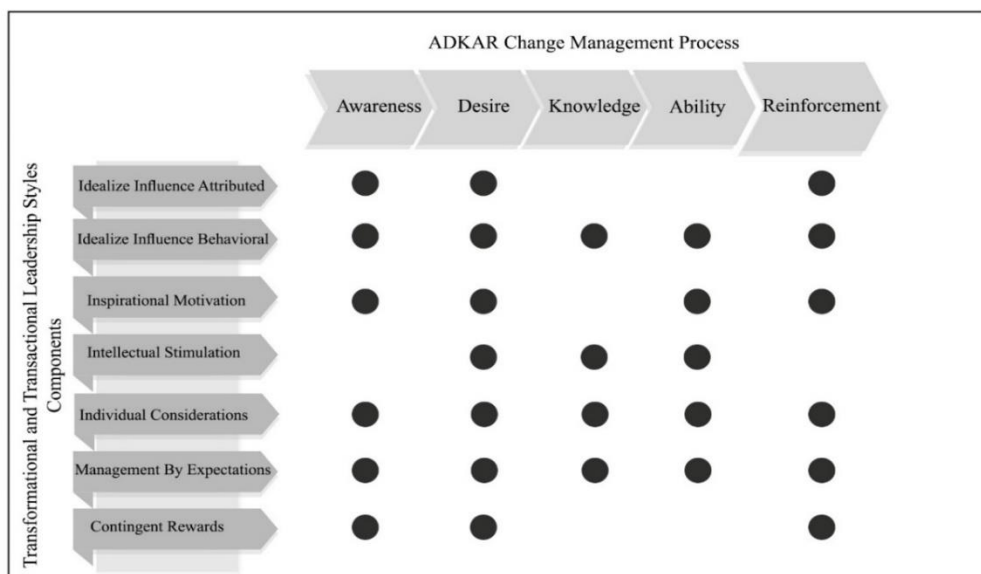 ADKAR Change Management Process
Awareness
Desire
Knowledge
Ability
Reinforcement
Transformational and Transactional Leadership Styles
Components
Idealize Influence Attributed
Idealize Influence Behavioral
Inspirational Motivation
Intellectual Stimulation
Individual Considerations
Management By Expectations
Contingent Rewards